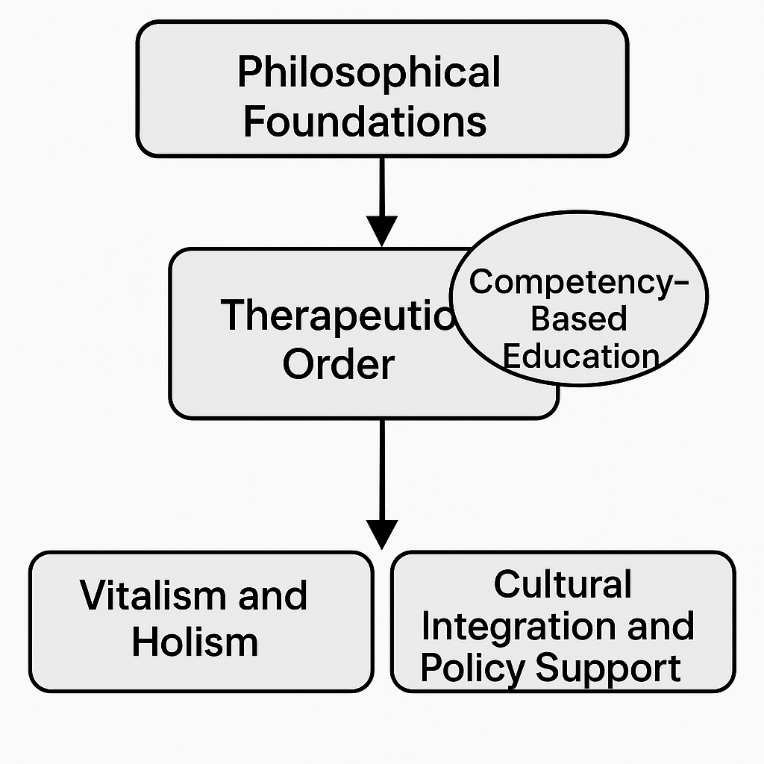 Philosophical
Foundations
Therapeutic
Order
Competency–
Based
Education
Vitalism and
Holism
Cultural
Integration and
Policy Support